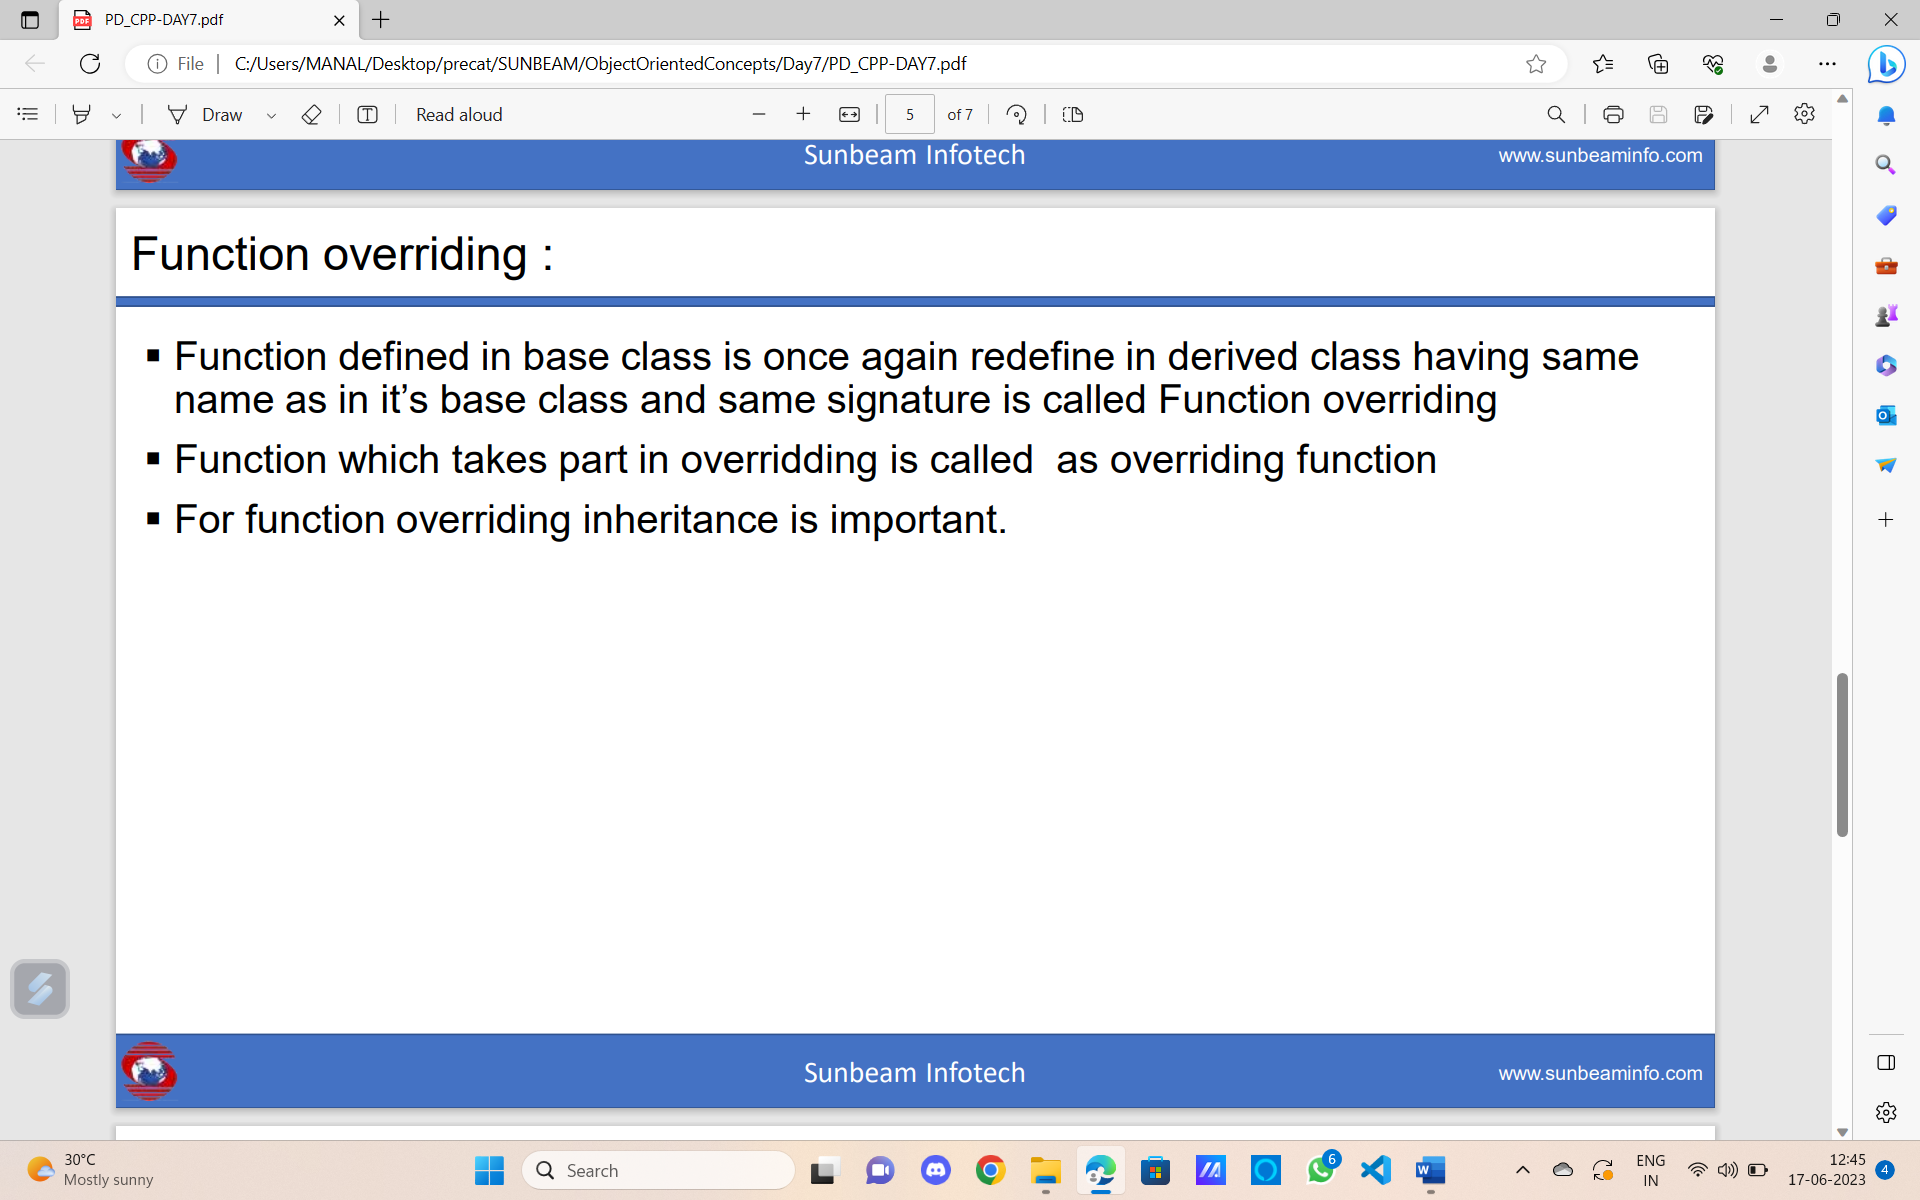 PD_CPP-DAY7.pdf
File
C:/Users/MANAL/Desktop/precat/SUNBEAM/ObjectOrientedConcepts/Day7/PD_CPP-DAY7.pdf
Draw
Read aloud
5 of 7
Sunbeam Infotech
www.sunbeaminfo.com
Function overriding :
▪ Function defined in base class is once again redefine in derived class having same
name as in it’s base class and same signature is called Function overriding
▪ Function which takes part in overridding is called  as overriding function
▪ For function overriding inheritance is important.
Sunbeam Infotech
www.sunbeaminfo.com
30°C
Mostly sunny
Search
6
ENG
IN
12:45
17-06-2023
4